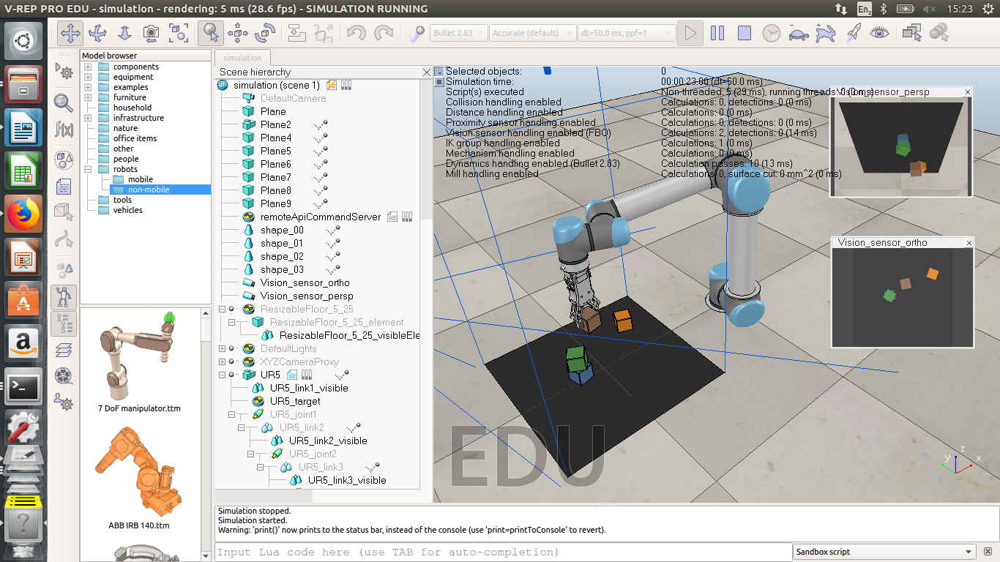 V-REP PRO EDU - simulation - rendering: 5 ms (28.6 fps) - SIMULATION RUNNING
En2
15:23
Bullet 2.83
Accurate (default)
dt=50.0 ms, ppf=1
Model browser
components
equipment
examples
furniture
household
infrastructure
nature
office items
other
people
robots
mobile
non-mobile
tools
vehicles
7 DoF manipulator.ttm
ABB IRB 140.ttm
simulation
Scene hierarchy
simulation (scene 1)
DefaultCamera
Plane
Plane2
Plane4
Plane5
Plane6
Plane7
Plane8
Plane9
remoteApiCommandServer
shape_00
shape_01
shape_02
shape_03
Vision_sensor_ortho
Vision_sensor_persp
ResizableFloor_5_25
ResizableFloor_5_25_element
ResizableFloor_5_25_visibleEle
DefaultLights
XYZCameraProxy
UR5
UR5_link1_visible
UR5_target
UR5_joint1
UR5_link2
UR5_link2_visible
UR5_joint2
UR5_link3
UR5_link3_visible
Selected objects: 0
Simulation time: 00:00:23.80 (dt=50.0 ms)
Script(s) executed Non-threaded: 5 (29 ms), running threads: 0 (0 ms)
Collision handling enabled Calculations: 0, detections: 0 (0 ms)
Distance handling enabled Calculations: 0 (0 ms)
Proximity sensor handling enabled Calculations: 0, detections: 0 (0 ms)
Vision sensor handling enabled (FBO) Calculations: 2, detections: 0 (14 ms)
IK group handling enabled Calculations: 1 (0 ms)
Mechanism handling enabled Calculations: 0 (0 ms)
Dynamics handling enabled (Bullet 2.83) Calculation passes: 10 (13 ms)
Mill handling enabled Calculations: 0, surface cut: 0 mm^2 (0 ms)
Vision_sensor_persp
Vision_sensor_ortho
EDU
z
y
x
Simulation stopped.
Simulation started.
Warning: 'print()' now prints to the status bar, instead of the console (use 'print=printToConsole' to revert).
Input Lua code here (use TAB for auto-completion)
Sandbox script